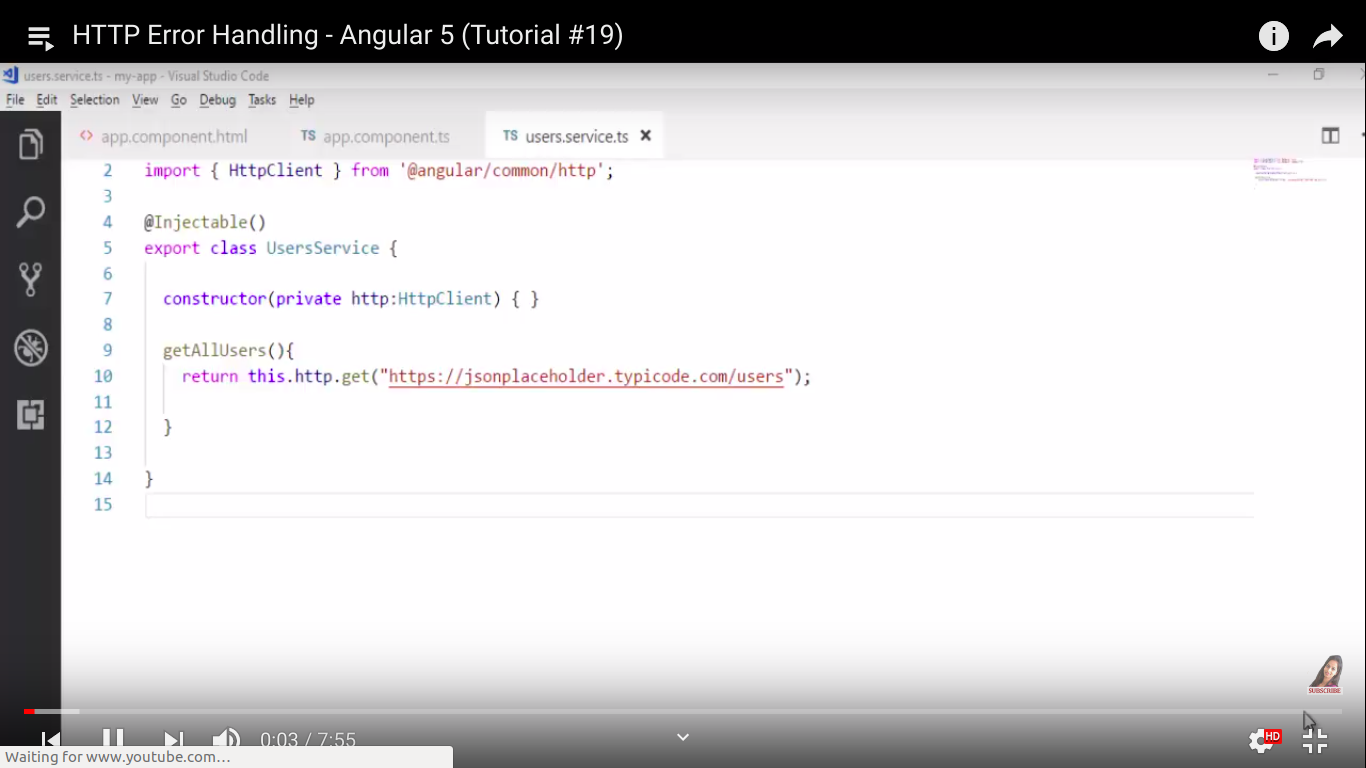 HTTP Error Handling - Angular 5 (Tutorial #19)
users.service.ts - my-app - Visual Studio Code
File Edit Selection View Go Debug Tasks Help
<> app.component.html TS app.component.ts TS users.service.ts ×
2 import { HttpClient } from '@angular/common/http';
3
4 @Injectable()
5 export class UsersService {
6
7 constructor(private http:HttpClient) { }
8
9 getAllUsers(){
10 return this.http.get("https://jsonplaceholder.typicode.com/users");
11
12 }
13
14 }
15
SUBSCRIBE
0:03 / 7:55
HD
Waiting for www.youtube.com…